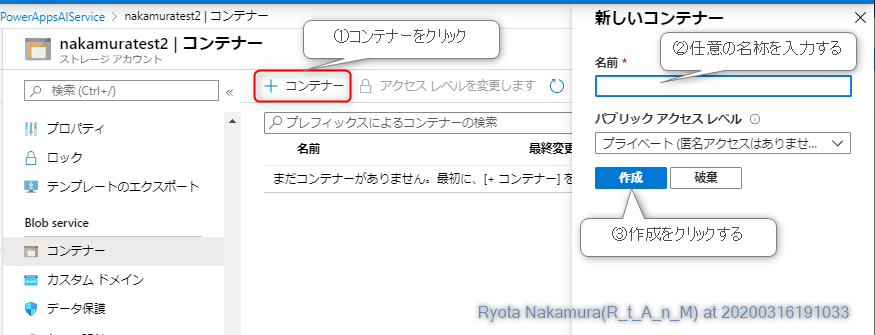 PowerAppsAIService > nakamuratest2 | コンテナー
nakamuratest2 | コンテナー
ストレージ アカウント
①コンテナーをクリック
検索 (Ctrl+/)
«
プロパティ
ロック
テンプレートのエクスポート
Blob service
コンテナー
カスタム ドメイン
データ保護
+ コンテナー
アクセス レベルを変更します
プレフィックスによるコンテナーの検索
名前
最終変更
まだコンテナーがありません。最初に、[+ コンテナー] を
新しいコンテナー
②任意の名称を入力する
名前 *
パブリック アクセス レベル
プライベート (匿名アクセスはありませ...
作成
破棄
③作成をクリックする
Ryota Nakamura(R_t_A_n_M) at 20200316191033